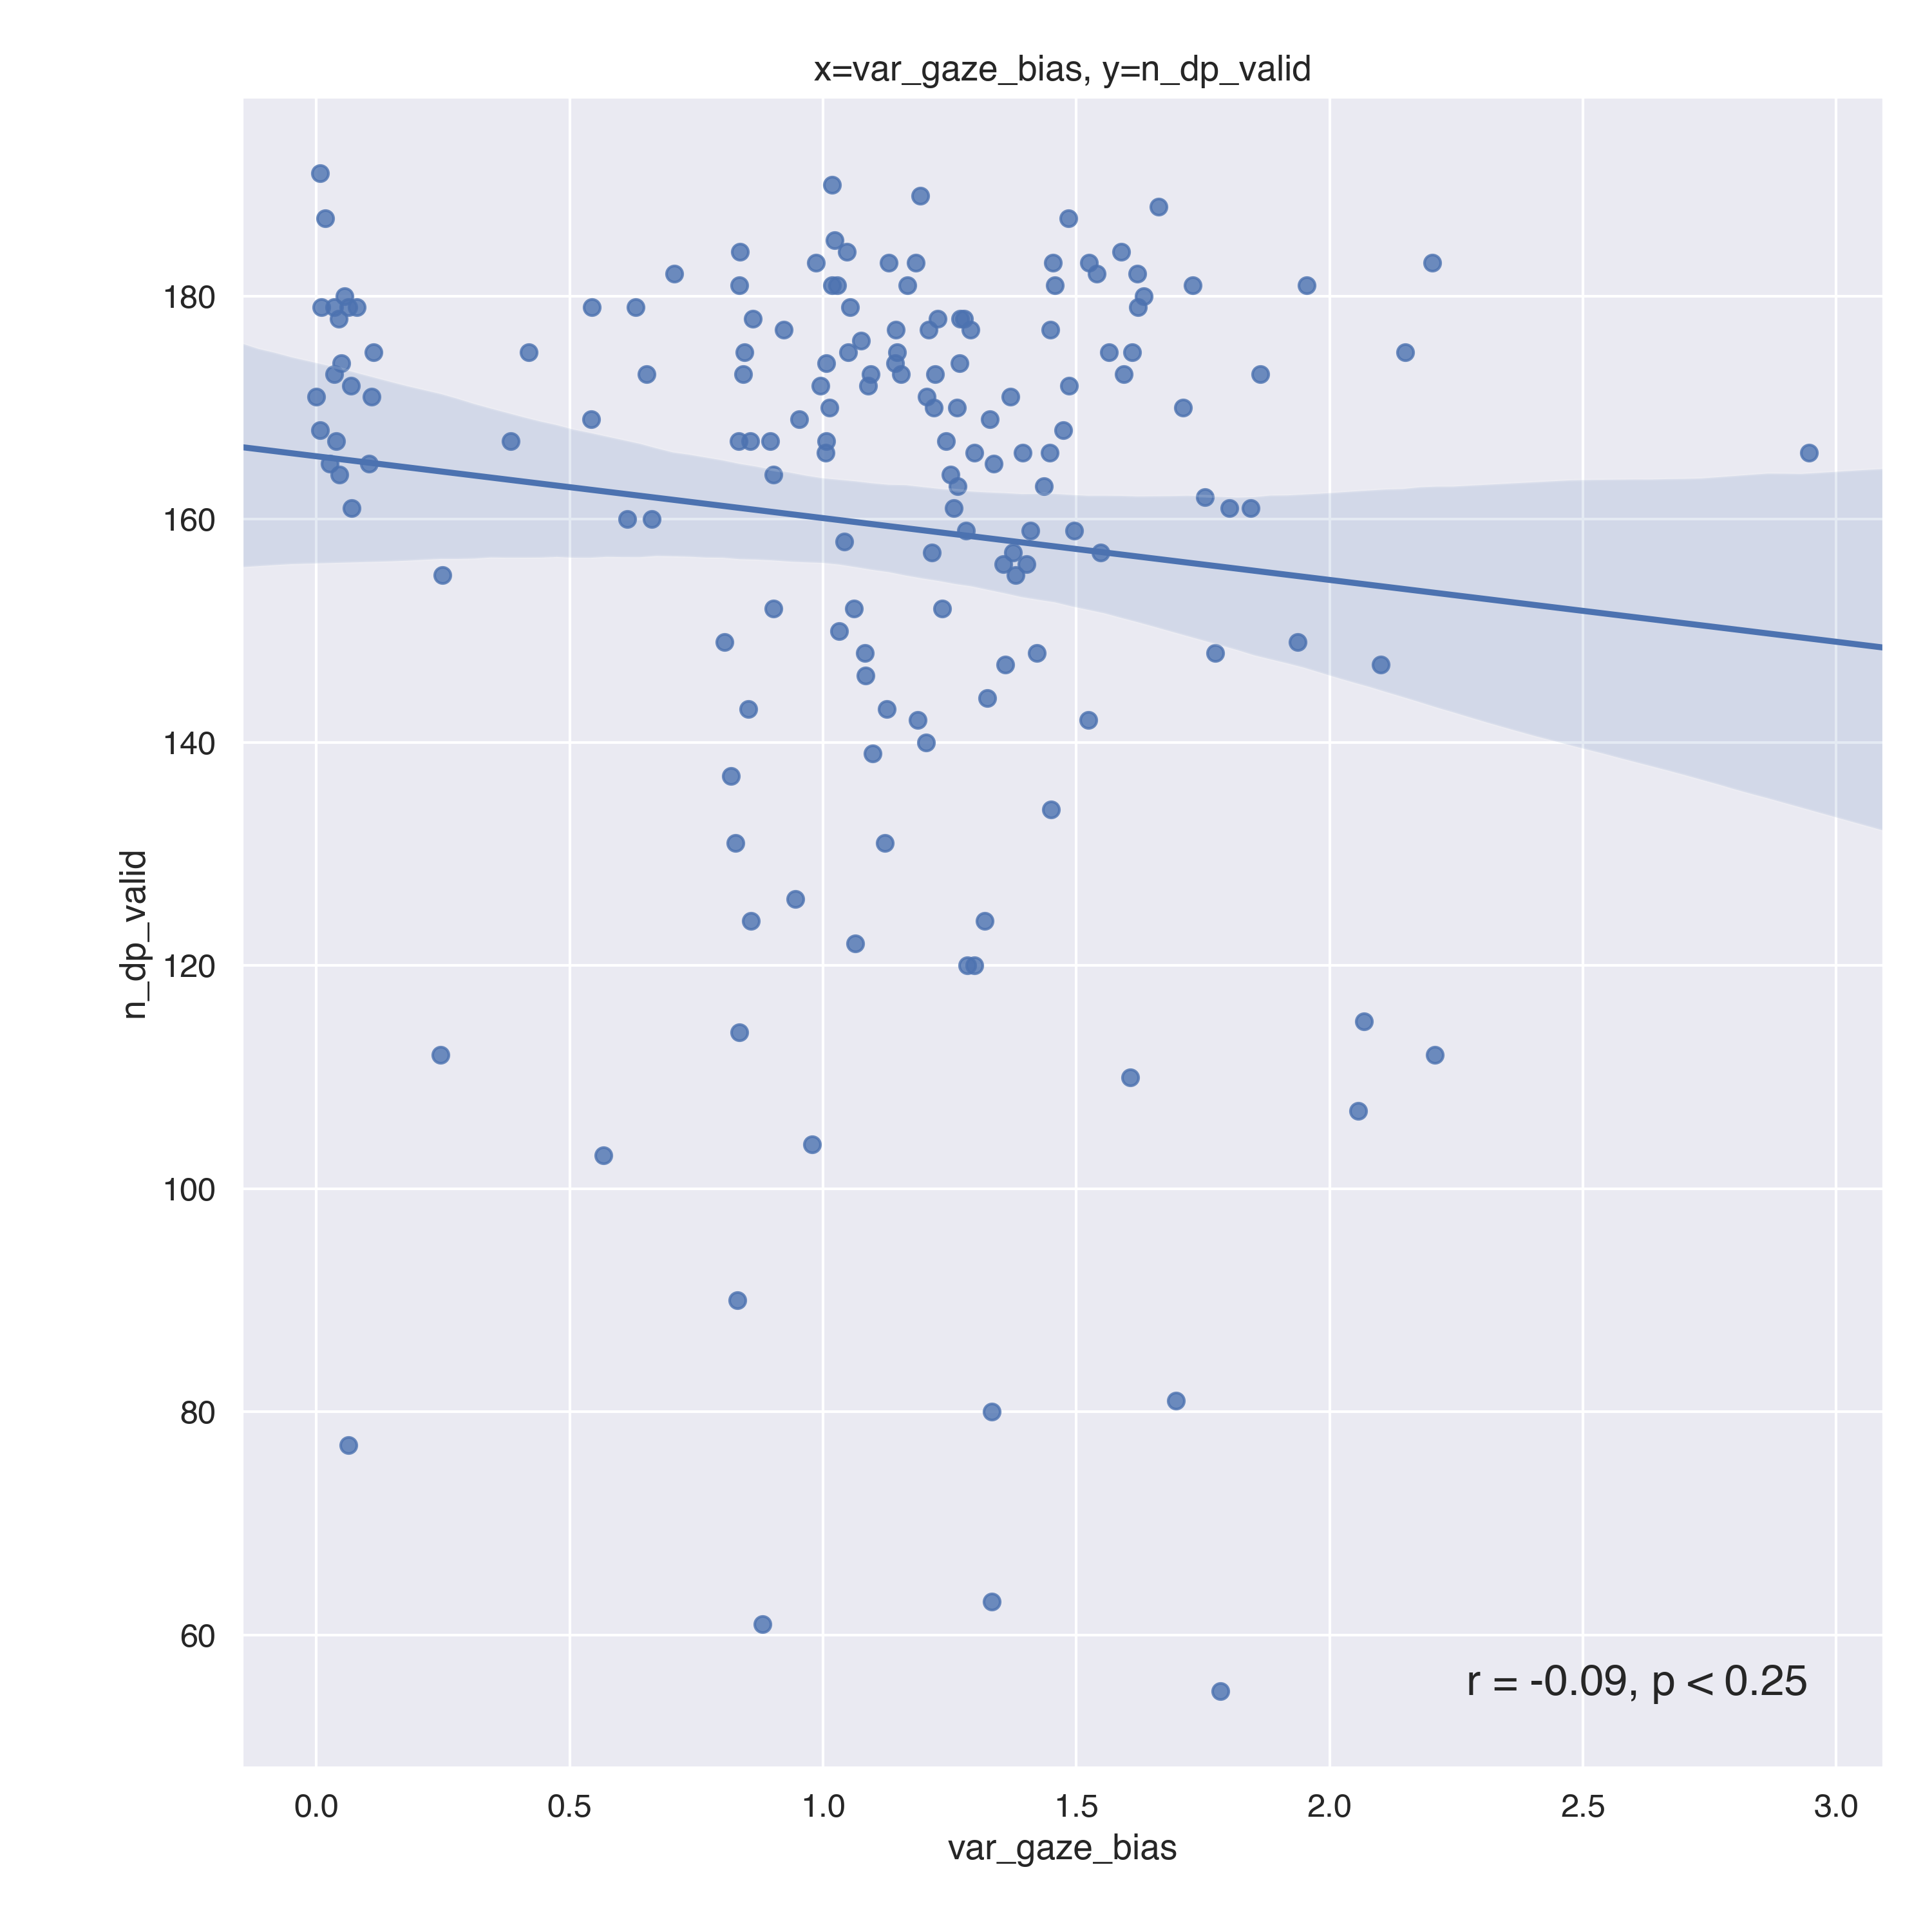 x=var_gaze_bias, y=n_dp_valid
180
160
140
120
100
80
60
n_dp_valid
r = -0.09, p < 0.25
0.0 0.5 1.0 1.5 2.0 2.5 3.0
var_gaze_bias